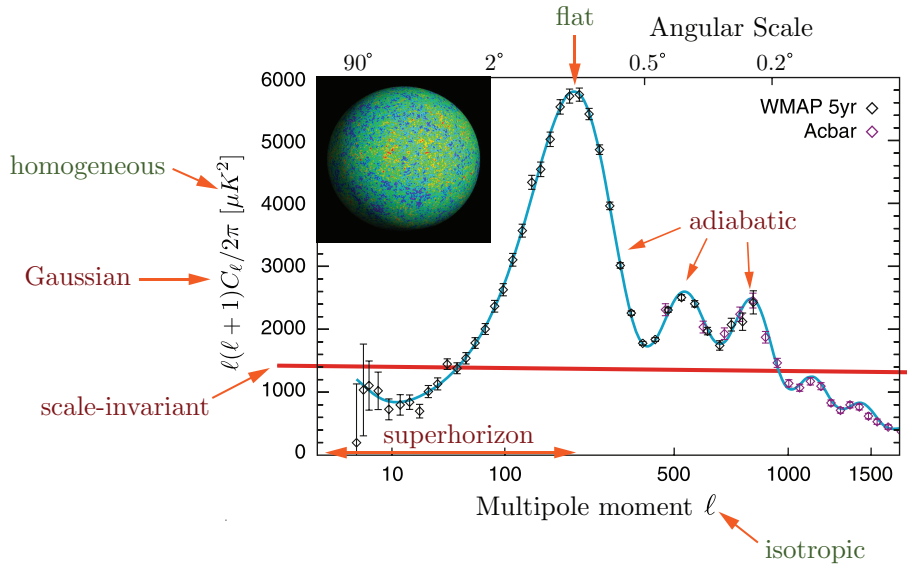 flat
Angular Scale
90° 2° 0.5° 0.2°
6000
5000
4000
3000
2000
1000
0
WMAP 5yr
Acbar
homogeneous
ℓ(ℓ + 1)Cℓ/2π [μK²]
Gaussian
adiabatic
scale-invariant
superhorizon
10 100 500 1000 1500
Multipole moment ℓ
isotropic